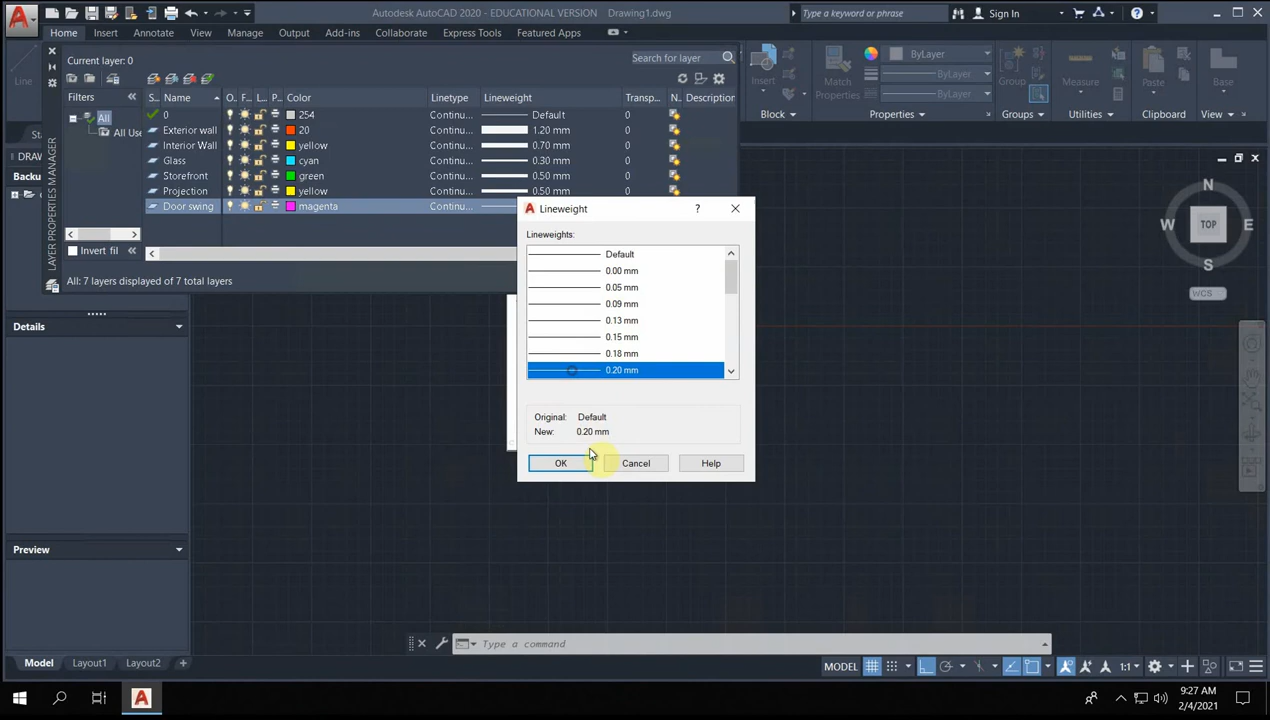 Autodesk AutoCAD 2020 - EDUCATIONAL VERSION Drawing1.dwg
Type a keyword or phrase
Sign In
Home Insert Annotate View Manage Output Add-ins Collaborate Express Tools Featured Apps
Line
Current layer: 0
Search for layer
Insert
Match
Properties
ByLayer
ByLayer
ByLayer
Group
Measure
Paste
Base
Block
Properties
Groups
Utilities
Clipboard
View
Filters
All
All Use
Invert fil
S.. Name O.. F.. L.. P.. Color Linetype Lineweight Transp... N.. Description
0 254 Continu... Default 0
Exterior wall 20 Continu... 1.20 mm 0
Interior Wall yellow Continu... 0.70 mm 0
Glass cyan Continu... 0.30 mm 0
Storefront green Continu... 0.50 mm 0
Projection yellow Continu... 0.50 mm 0
Door swing magenta Continu...
All: 7 layers displayed of 7 total layers
LAYER PROPERTIES MANAGER
Sta
DRAW
Backu
Details
Preview
Lineweight
?
Lineweights:
Default
0.00 mm
0.05 mm
0.09 mm
0.13 mm
0.15 mm
0.18 mm
0.20 mm
Original: Default
New: 0.20 mm
OK Cancel Help
N
W TOP E
S
WCS
Type a command
Model Layout1 Layout2 +
MODEL
1:1
9:27 AM
2/4/2021